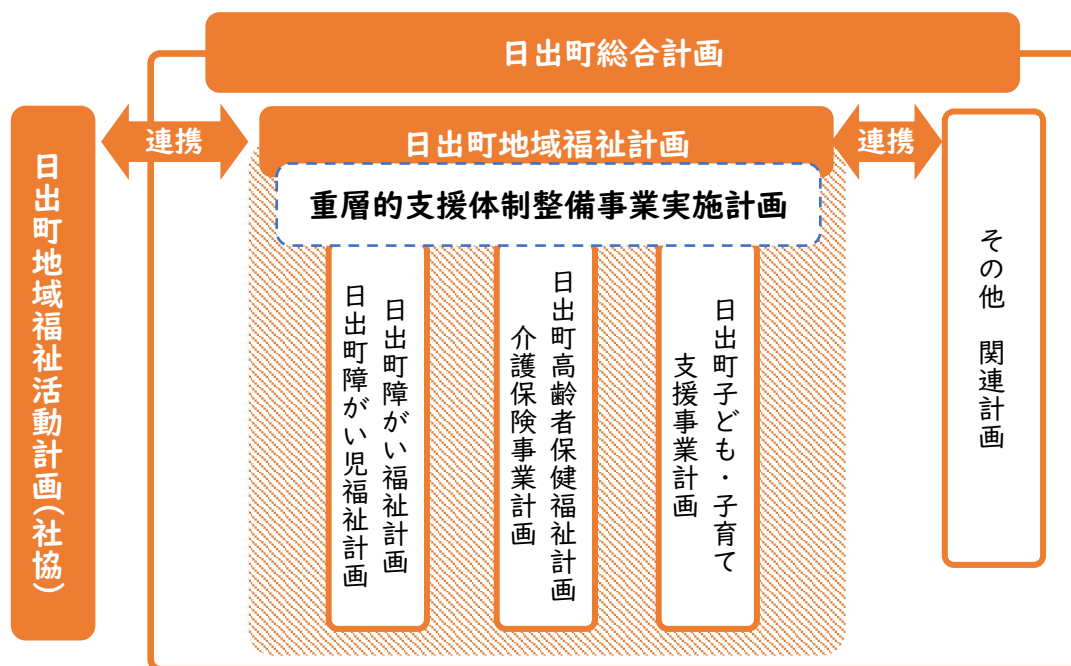 日出町総合計画
連携
日出町地域福祉計画
連携
重層的支援体制整備事業実施計画
日出町地域福祉活動計画(社協)
日出町障がい福祉計画
日出町障がい児福祉計画
日出町高齢者保健福祉計画
介護保険事業計画
日出町子ども・子育て
支援事業計画
その他 関連計画